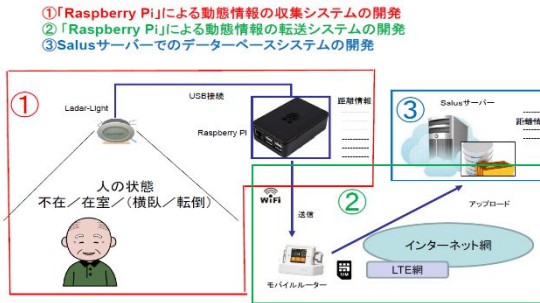 ①「Raspberry Pi」による動態情報の収集システムの開発
②「Raspberry Pi」による動態情報の転送システムの開発
③Salusサーバーでのデーターベースシステムの開発
①
USB接続
Ladar-Light
Raspberry PI
距離情報
③
Salusサーバー
距離情
人の状態
不在／在室／(横臥／転倒)
WiFi
②
送信
アップロード
インターネット網
LTE網
SIM
モバイルルーター